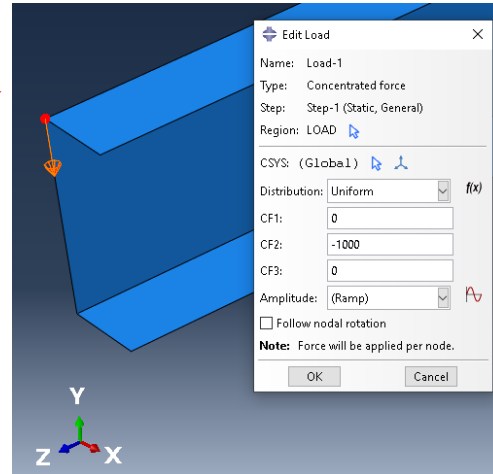 Edit Load
Name: Load-1
Type: Concentrated force
Step: Step-1 (Static, General)
Region: LOAD
CSYS: (Global)
Distribution: Uniform f(x)
CF1: 0
CF2: -1000
CF3: 0
Amplitude: (Ramp)
Follow nodal rotation
Note: Force will be applied per node.
OK Cancel
Y
Z X